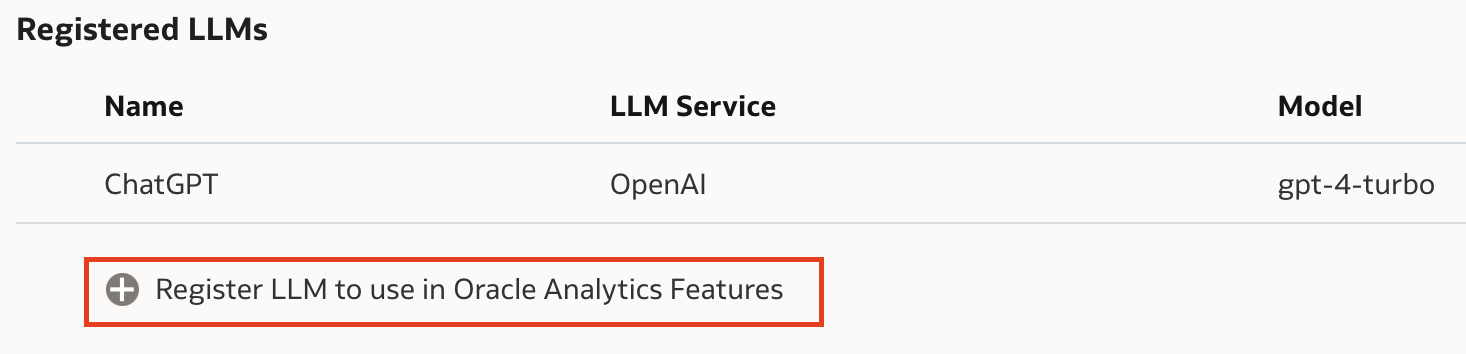 Registered LLMs
Name LLM Service Model
ChatGPT OpenAI gpt-4-turbo
Register LLM to use in Oracle Analytics Features